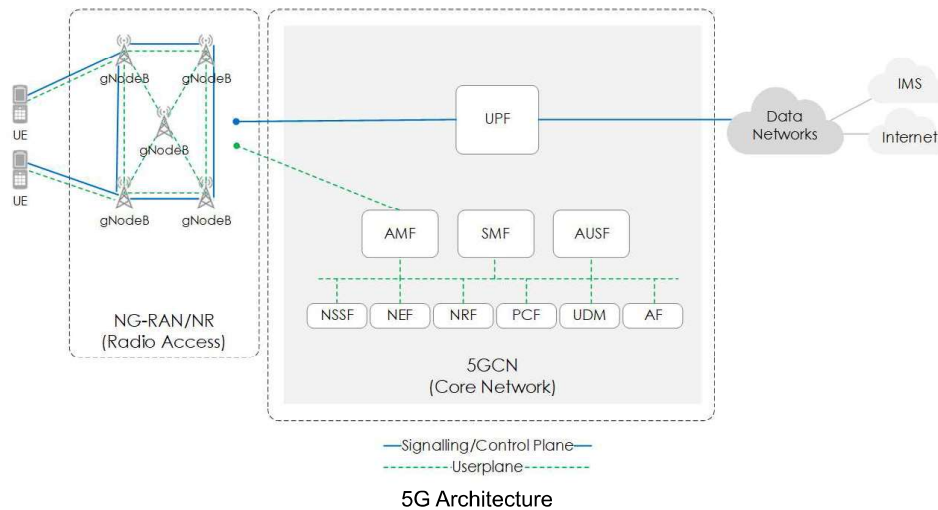 gNodeB
gNodeB
gNodeB
gNodeB
gNodeB
UE
UE
NG-RAN/NR
(Radio Access)
UPF
AMF
SMF
AUSF
NSSF
NEF
NRF
PCF
UDM
AF
5GCN
(Core Network)
Data
Networks
IMS
Internet
Signalling/Control Plane
Userplane
5G Architecture